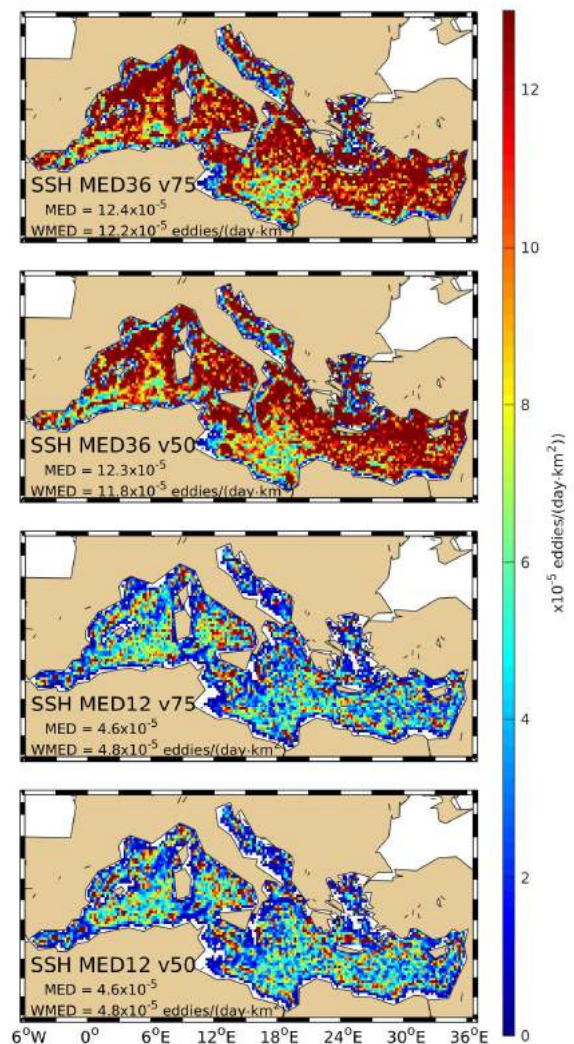 SSH MED36 v75
MED = 12.4x10⁻⁵
WMED = 12.2x10⁻⁵ eddies/(day·km²)
SSH MED36 v50
MED = 12.3x10⁻⁵
WMED = 11.8x10⁻⁵ eddies/(day·km²)
SSH MED12 v75
MED = 4.6x10⁻⁵
WMED = 4.8x10⁻⁵ eddies/(day·km²)
SSH MED12 v50
MED = 4.6x10⁻⁵
WMED = 4.8x10⁻⁵ eddies/(day·km²)
6°W 0° 6°E 12°E 18°E 24°E 30°E 36°E
12
10
8
6
4
2
0
x10⁻⁵ eddies/(day·km²))